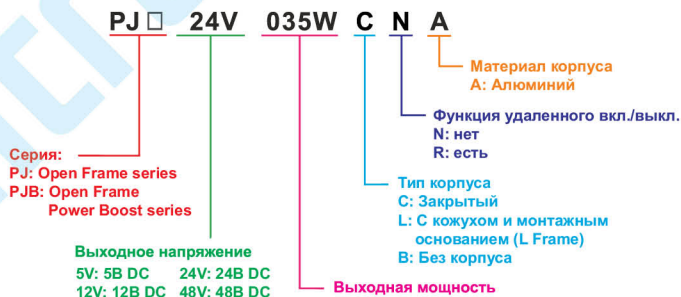 PJ□ 24V 035W C N A
Материал корпуса
A: Алюминий
Функция удаленного вкл./выкл.
N: нет
R: есть
Серия:
PJ: Open Frame series
PJB: Open Frame
Power Boost series
Тип корпуса
C: Закрытый
L: С кожухом и монтажным
основанием (L Frame)
B: Без корпуса
Выходное напряжение
5V: 5В DC 24V: 24В DC
12V: 12В DC 48V: 48В DC
Выходная мощность